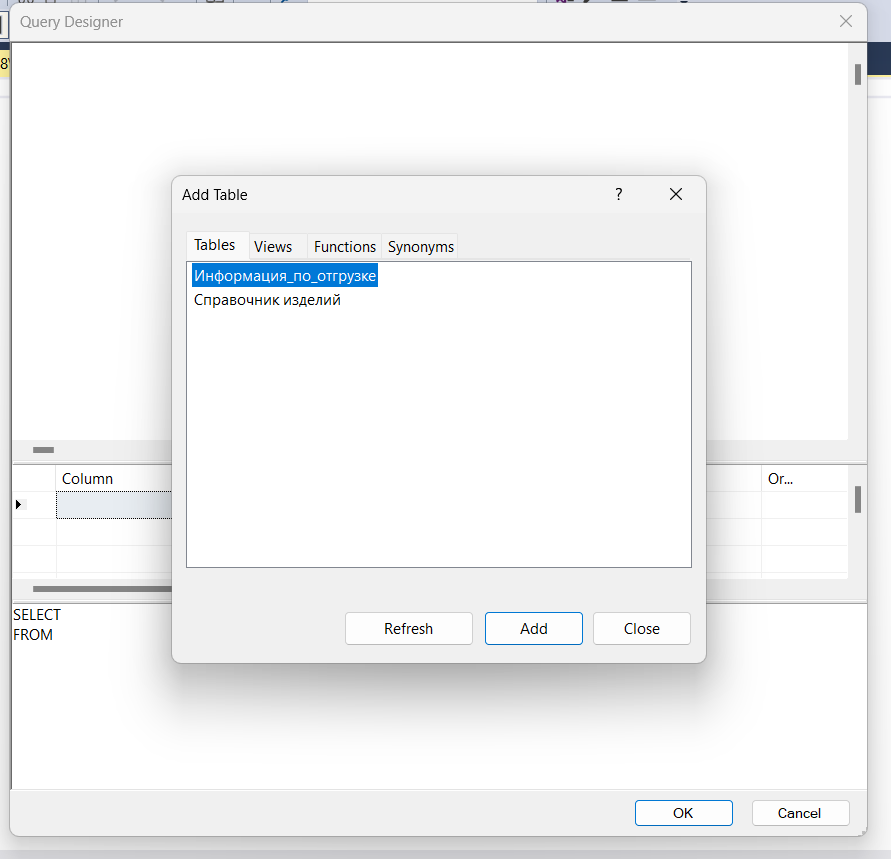 Query Designer
8
Add Table
?
Tables
Views
Functions
Synonyms
Информация_по_отгрузке
Справочник изделий
Column
Or...
Refresh
Add
Close
SELECT
FROM
OK
Cancel